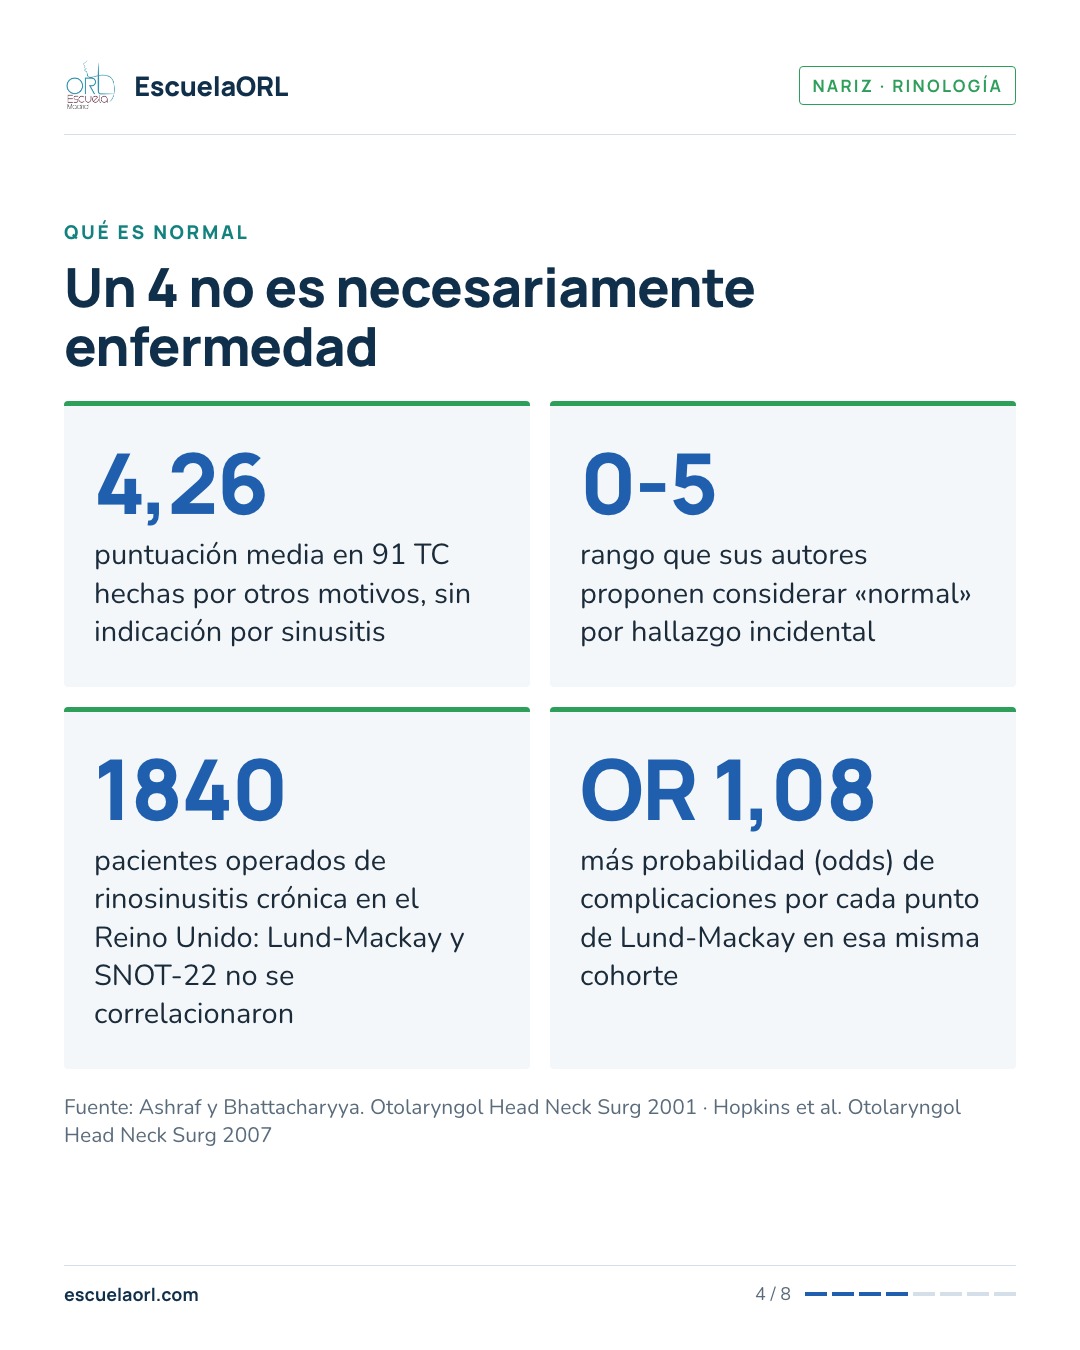 ORL
Escuela
Madrid
EscuelaORL
NARIZ · RINOLOGÍA
QUÉ ES NORMAL
Un 4 no es necesariamente
enfermedad
4,26
puntuación media en 91 TC
hechas por otros motivos, sin
indicación por sinusitis
0-5
rango que sus autores
proponen considerar «normal»
por hallazgo incidental
1840
pacientes operados de
rinosinusitis crónica en el
Reino Unido: Lund-Mackay y
SNOT-22 no se
correlacionaron
OR 1,08
más probabilidad (odds) de
complicaciones por cada punto
de Lund-Mackay en esa misma
cohorte
Fuente: Ashraf y Bhattacharyya. Otolaryngol Head Neck Surg 2001 · Hopkins et al. Otolaryngol
Head Neck Surg 2007
escuelaorl.com
4 / 8